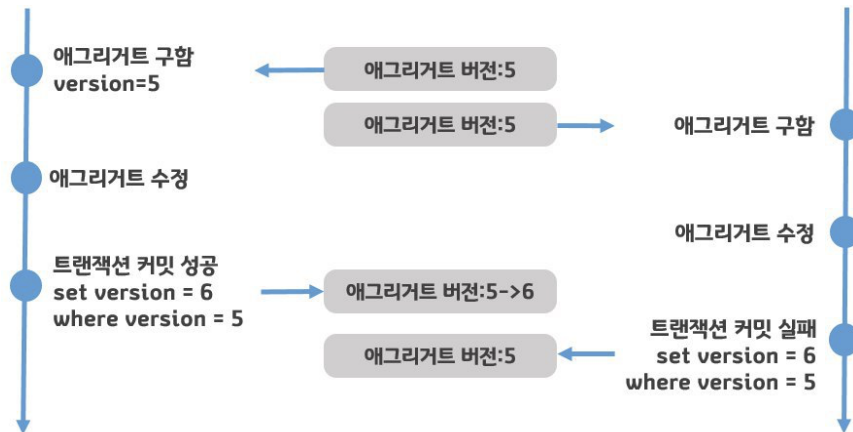 애그리거트 구함
version=5
애그리거트 버전:5
애그리거트 버전:5
애그리거트 구함
애그리거트 수정
애그리거트 수정
트랜잭션 커밋 성공
set version = 6
where version = 5
애그리거트 버전:5->6
애그리거트 버전:5
트랜잭션 커밋 실패
set version = 6
where version = 5